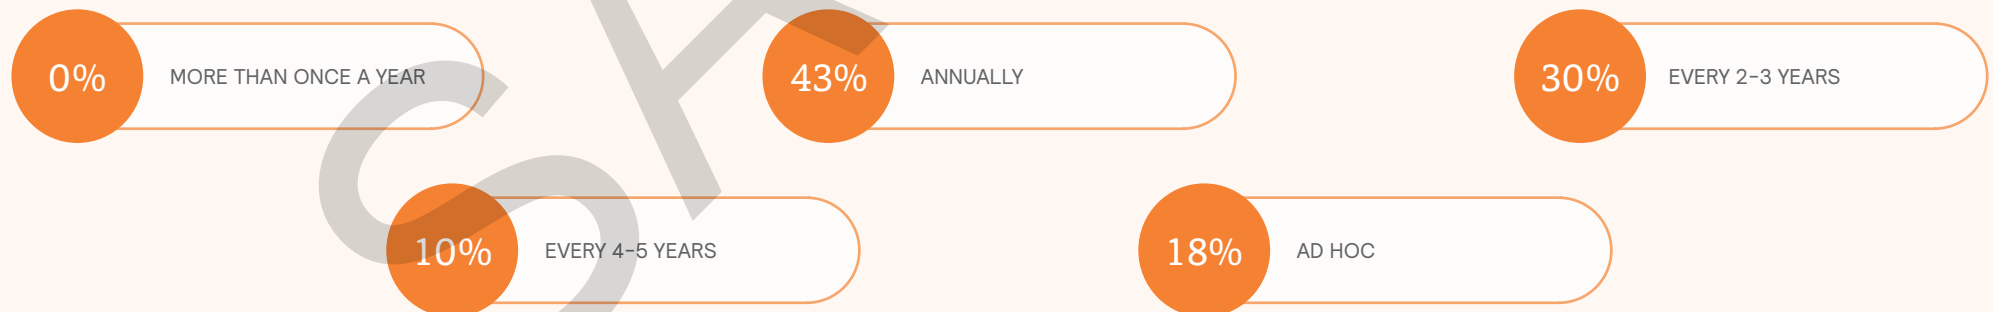 0% MORE THAN ONCE A YEAR
43% ANNUALLY
30% EVERY 2-3 YEARS
10% EVERY 4-5 YEARS
18% AD HOC